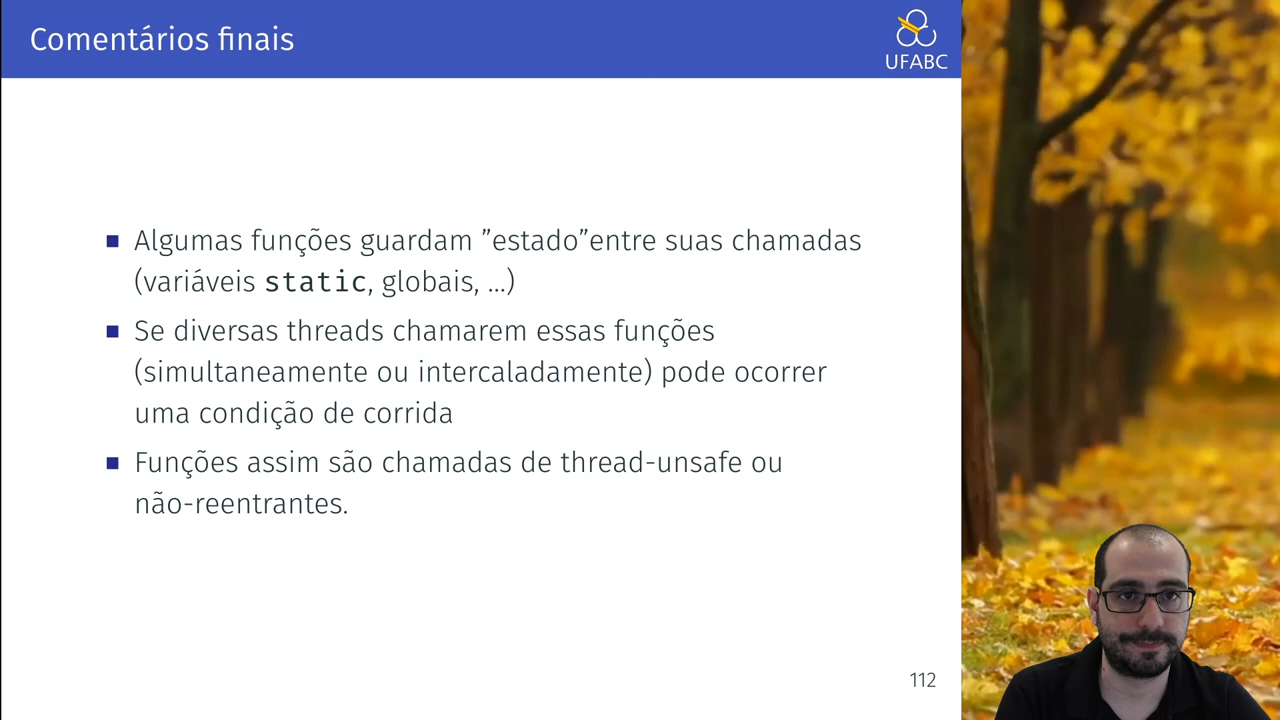 Comentários finais
UFABC
Algumas funções guardam ”estado”entre suas chamadas
(variáveis static, globais, ...)
Se diversas threads chamarem essas funções
(simultaneamente ou intercaladamente) pode ocorrer
uma condição de corrida
Funções assim são chamadas de thread-unsafe ou
não-reentrantes.
112